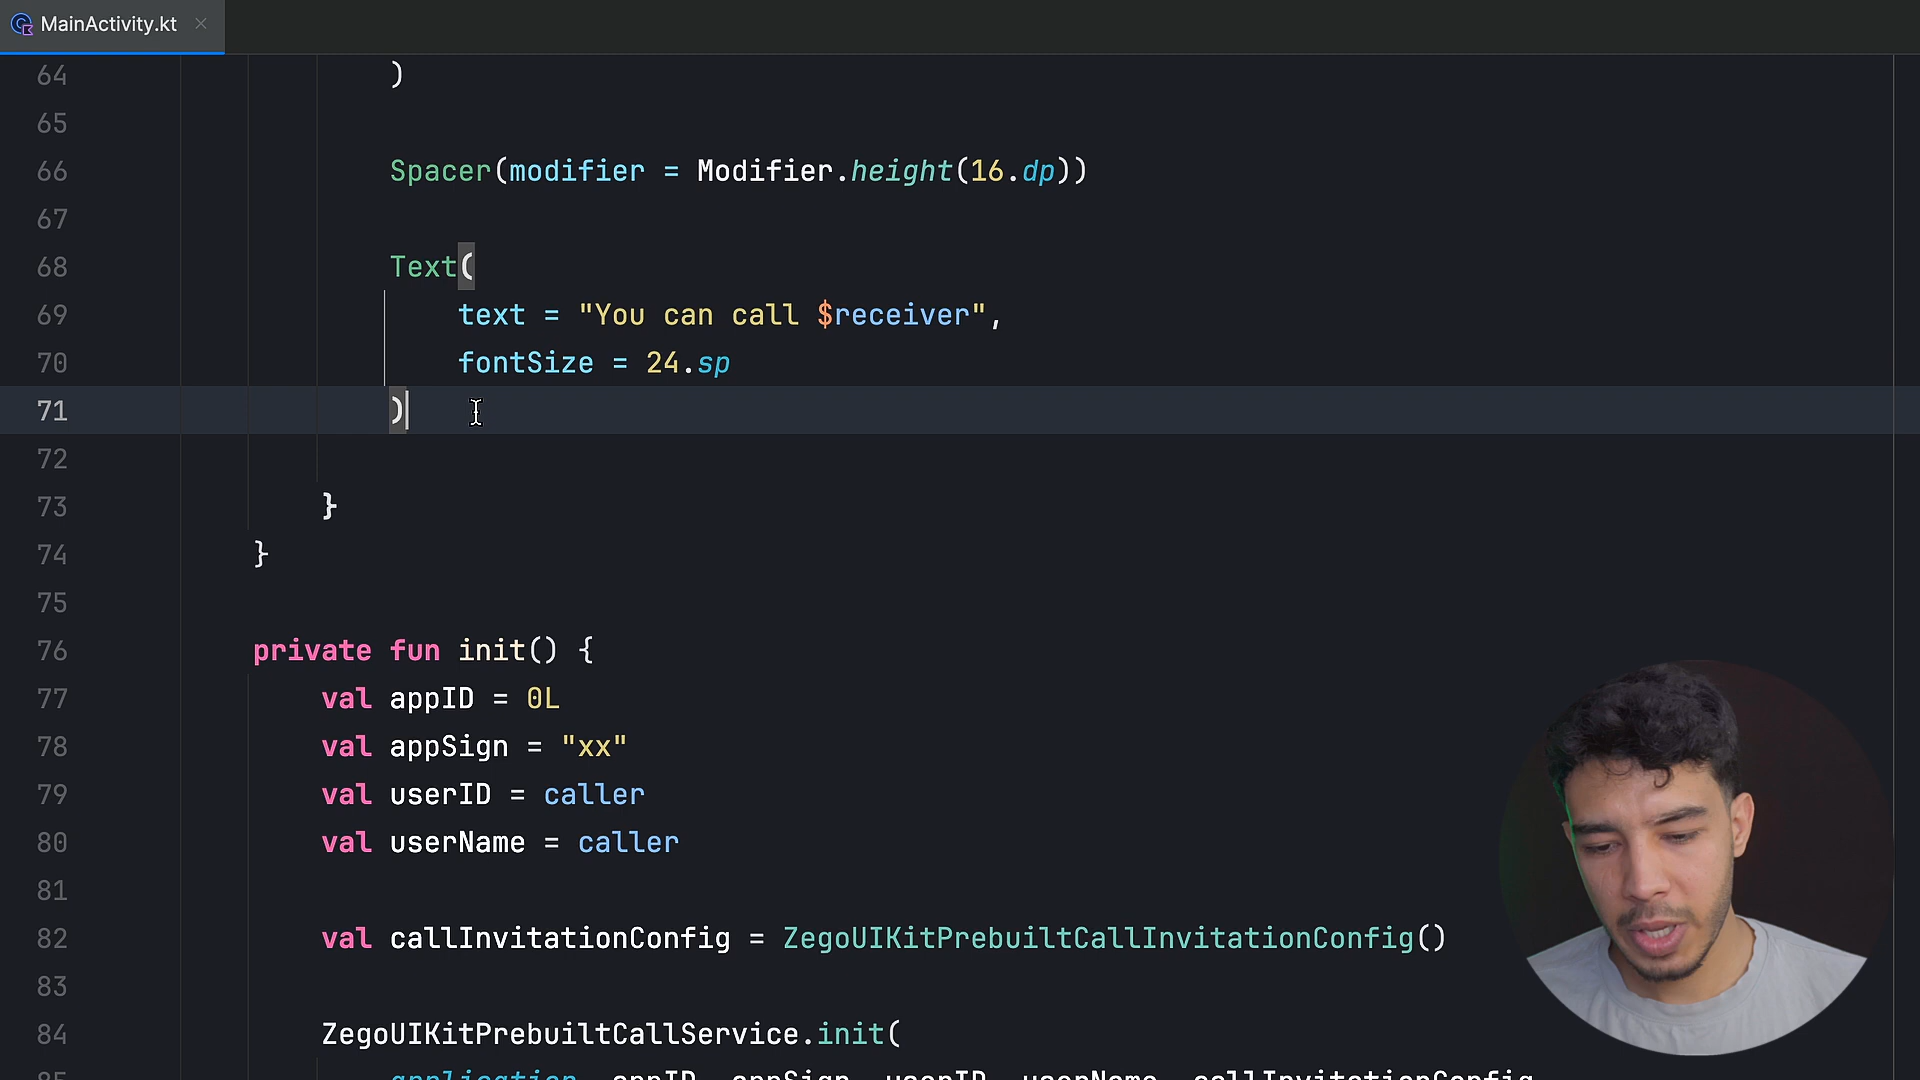 MainActivity.kt
64 )
65
66 Spacer(modifier = Modifier.height(16.dp))
67
68 Text(
69 text = "You can call $receiver",
70 fontSize = 24.sp
71 )
72
73 }
74 }
75
76 private fun init() {
77 val appID = 0L
78 val appSign = "xx"
79 val userID = caller
80 val userName = caller
81
82 val callInvitationConfig = ZegoUIKitPrebuiltCallInvitationConfig()
83
84 ZegoUIKitPrebuiltCallService.init(
85 application, appID, appSign, userID, userName, callInvitationConfig